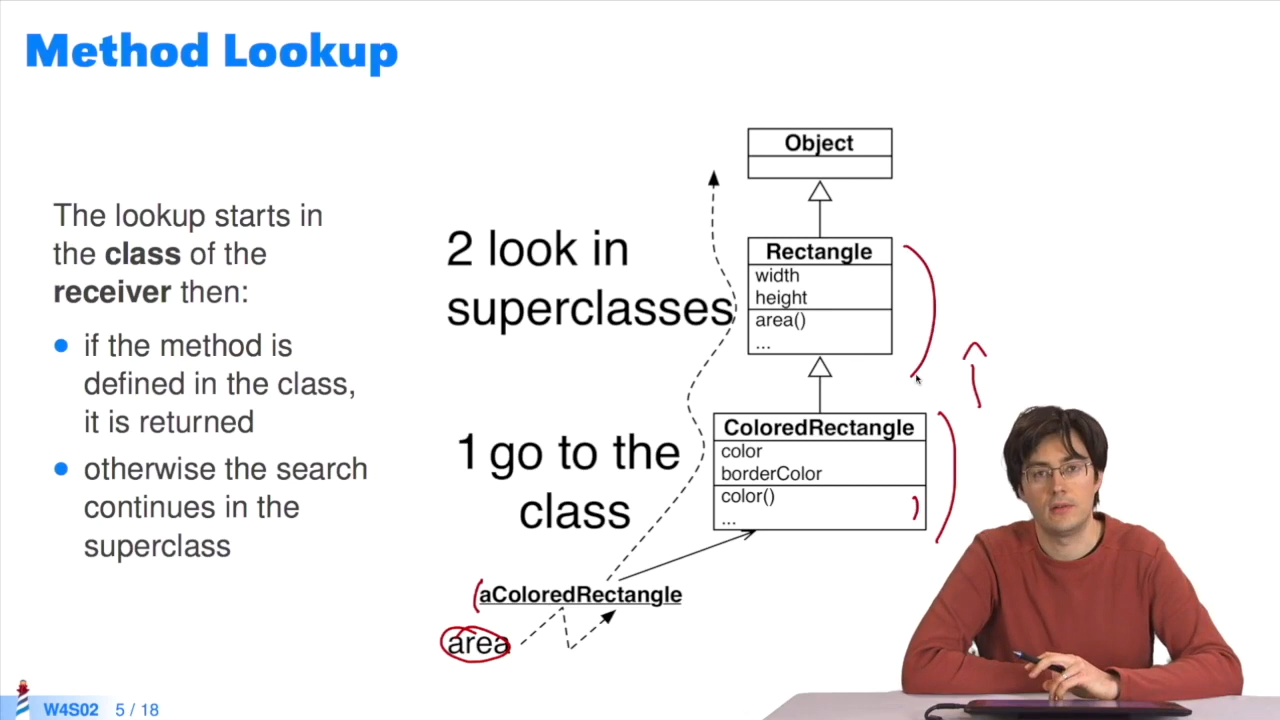 Method Lookup
The lookup starts in
the class of the
receiver then:
if the method is
defined in the class,
it is returned
otherwise the search
continues in the
superclass
2 look in
superclasses
1 go to the
class
Object
Rectangle
width
height
area()
...
ColoredRectangle
color
borderColor
color()
...
aColoredRectangle
area
W4S02 5 / 18